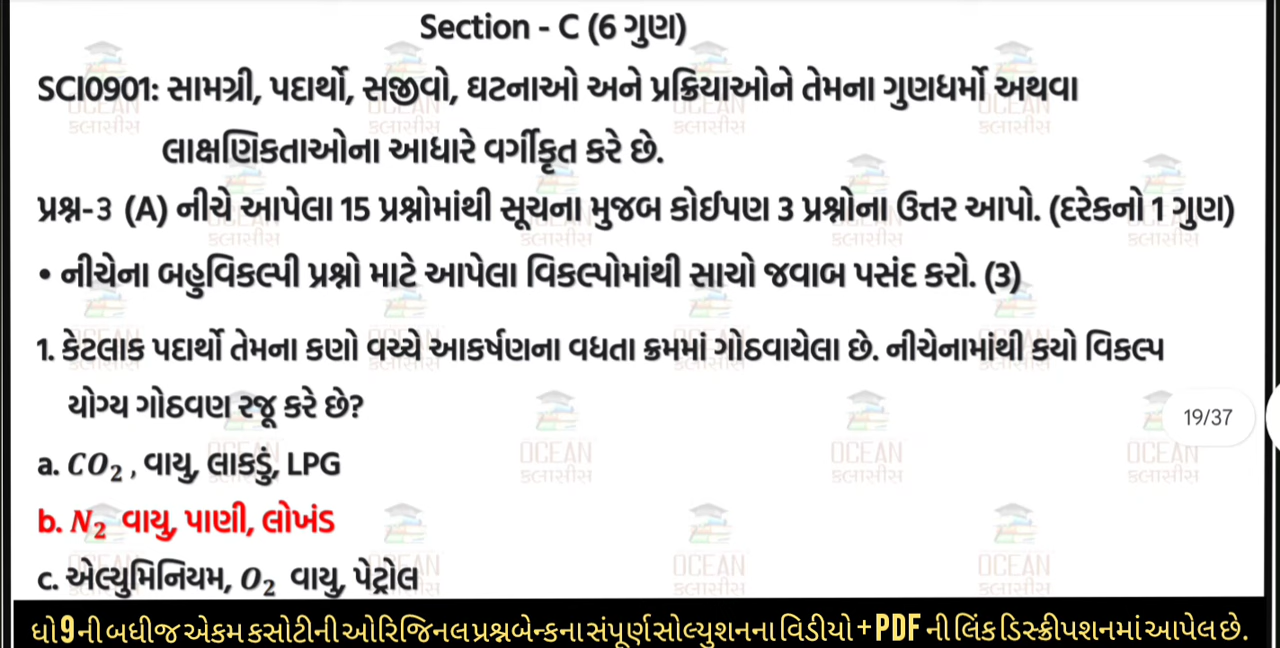 Section - C (6 ગુણ)
SCI0901: સામગ્રી, પદાર્થો, સજીવો, ઘટનાઓ અને પ્રક્રિયાઓને તેમના ગુણધર્મો અથવા
લાક્ષણિકતાઓના આધારે વર્ગીકૃત કરે છે.
પ્રશ્ન-3 (A) નીચે આપેલા 15 પ્રશ્નોમાંથી સૂચના મુજબ કોઈપણ 3 પ્રશ્નોના ઉત્તર આપો. (દરેકનો 1 ગુણ)
• નીચેના બહુવિકલ્પી પ્રશ્નો માટે આપેલા વિકલ્પોમાંથી સાચો જવાબ પસંદ કરો. (૩)
1. કેટલાક પદાર્થો તેમના કણો વચ્ચે આકર્ષણના વધતા ક્રમમાં ગોઠવાયેલા છે. નીચેનામાંથી કયો વિકલ્પ
યોગ્ય ગોઠવણ રજૂ કરે છે?
19/37
a. CO₂ , વાયુ, લાકડું, LPG
b. N₂ વાયુ, પાણી, લોખંડ
c. એલ્યુમિનિયમ, O₂ વાયુ, પેટ્રોલ
OCEAN
કલાસીસ
ધો 9 ની બધીજ એકમ કસોટીની ઓરિજિનલ પ્રશ્નબેન્કના સંપૂર્ણ સોલ્યુશનના વિડીયો + PDF ની લિંક ડિસ્ક્રીપશનમાં આપેલ છે.